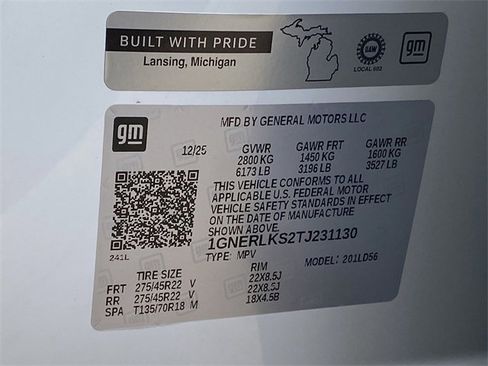 BUILT WITH PRIDE
Lansing, Michigan
UAW
LOCAL 602
gm
gm
MFD BY GENERAL MOTORS LLC
12/25 GVWR GAWR FRT GAWR RR
2800 KG 1450 KG 1600 KG
6173 LB 3196 LB 3527 LB
THIS VEHICLE CONFORMS TO ALL
APPLICABLE U.S. FEDERAL MOTOR
VEHICLE SAFETY STANDARDS IN EFFECT
ON THE DATE OF MANUFACTURE
SHOWN ABOVE.
1GNERLKS2TJ231130
TYPE: MPV MODEL: 201LD56
241L
TIRE SIZE RIM
FRT 275/45R22 V 22X8.5J
RR 275/45R22 V 22X8.5J
SPA T135/70R18 M 18X4.5B